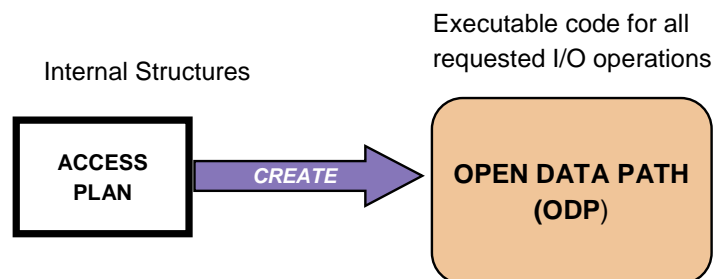 Executable code for all
requested I/O operations
Internal Structures
ACCESS
PLAN
CREATE
OPEN DATA PATH
(ODP)